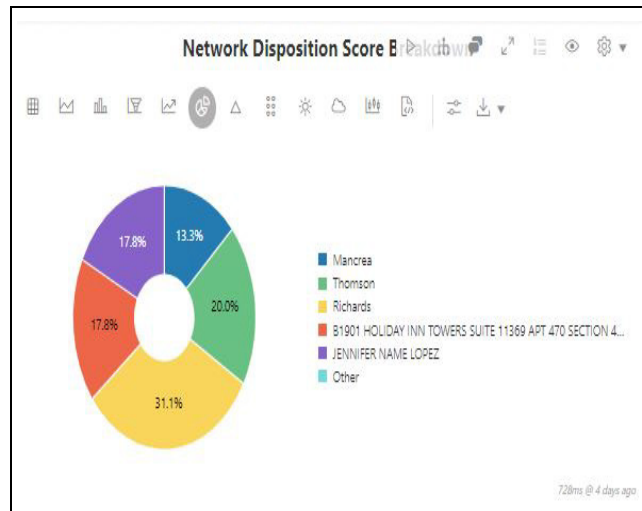 Network Disposition Score Breakdown
13.3%
17.8%
20.0%
17.8%
31.1%
Mancrea
Thomson
Richards
B1901 HOLIDAY INN TOWERS SUITE 11369 APT 470 SECTION 4...
JENNIFER NAME LOPEZ
Other
728ms @ 4 days ago